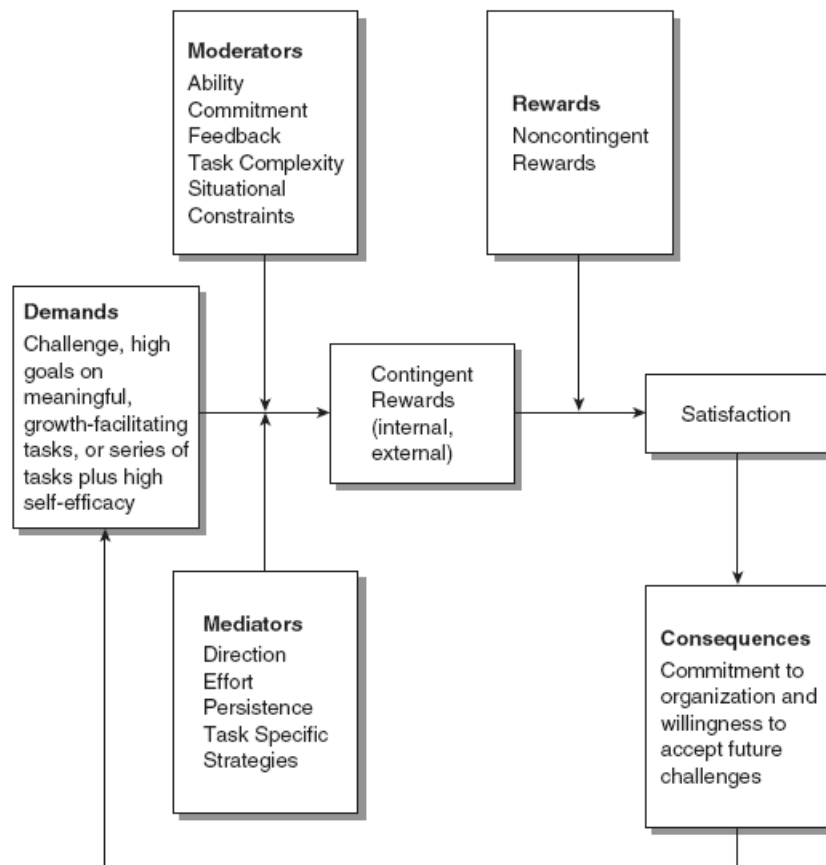 Moderators
Ability
Commitment
Feedback
Task Complexity
Situational
Constraints
Rewards
Noncontingent
Rewards
Demands
Challenge, high
goals on
meaningful,
growth-facilitating
tasks, or series of
tasks plus high
self-efficacy
Contingent
Rewards
(internal,
external)
Satisfaction
Mediators
Direction
Effort
Persistence
Task Specific
Strategies
Consequences
Commitment to
organization and
willingness to
accept future
challenges